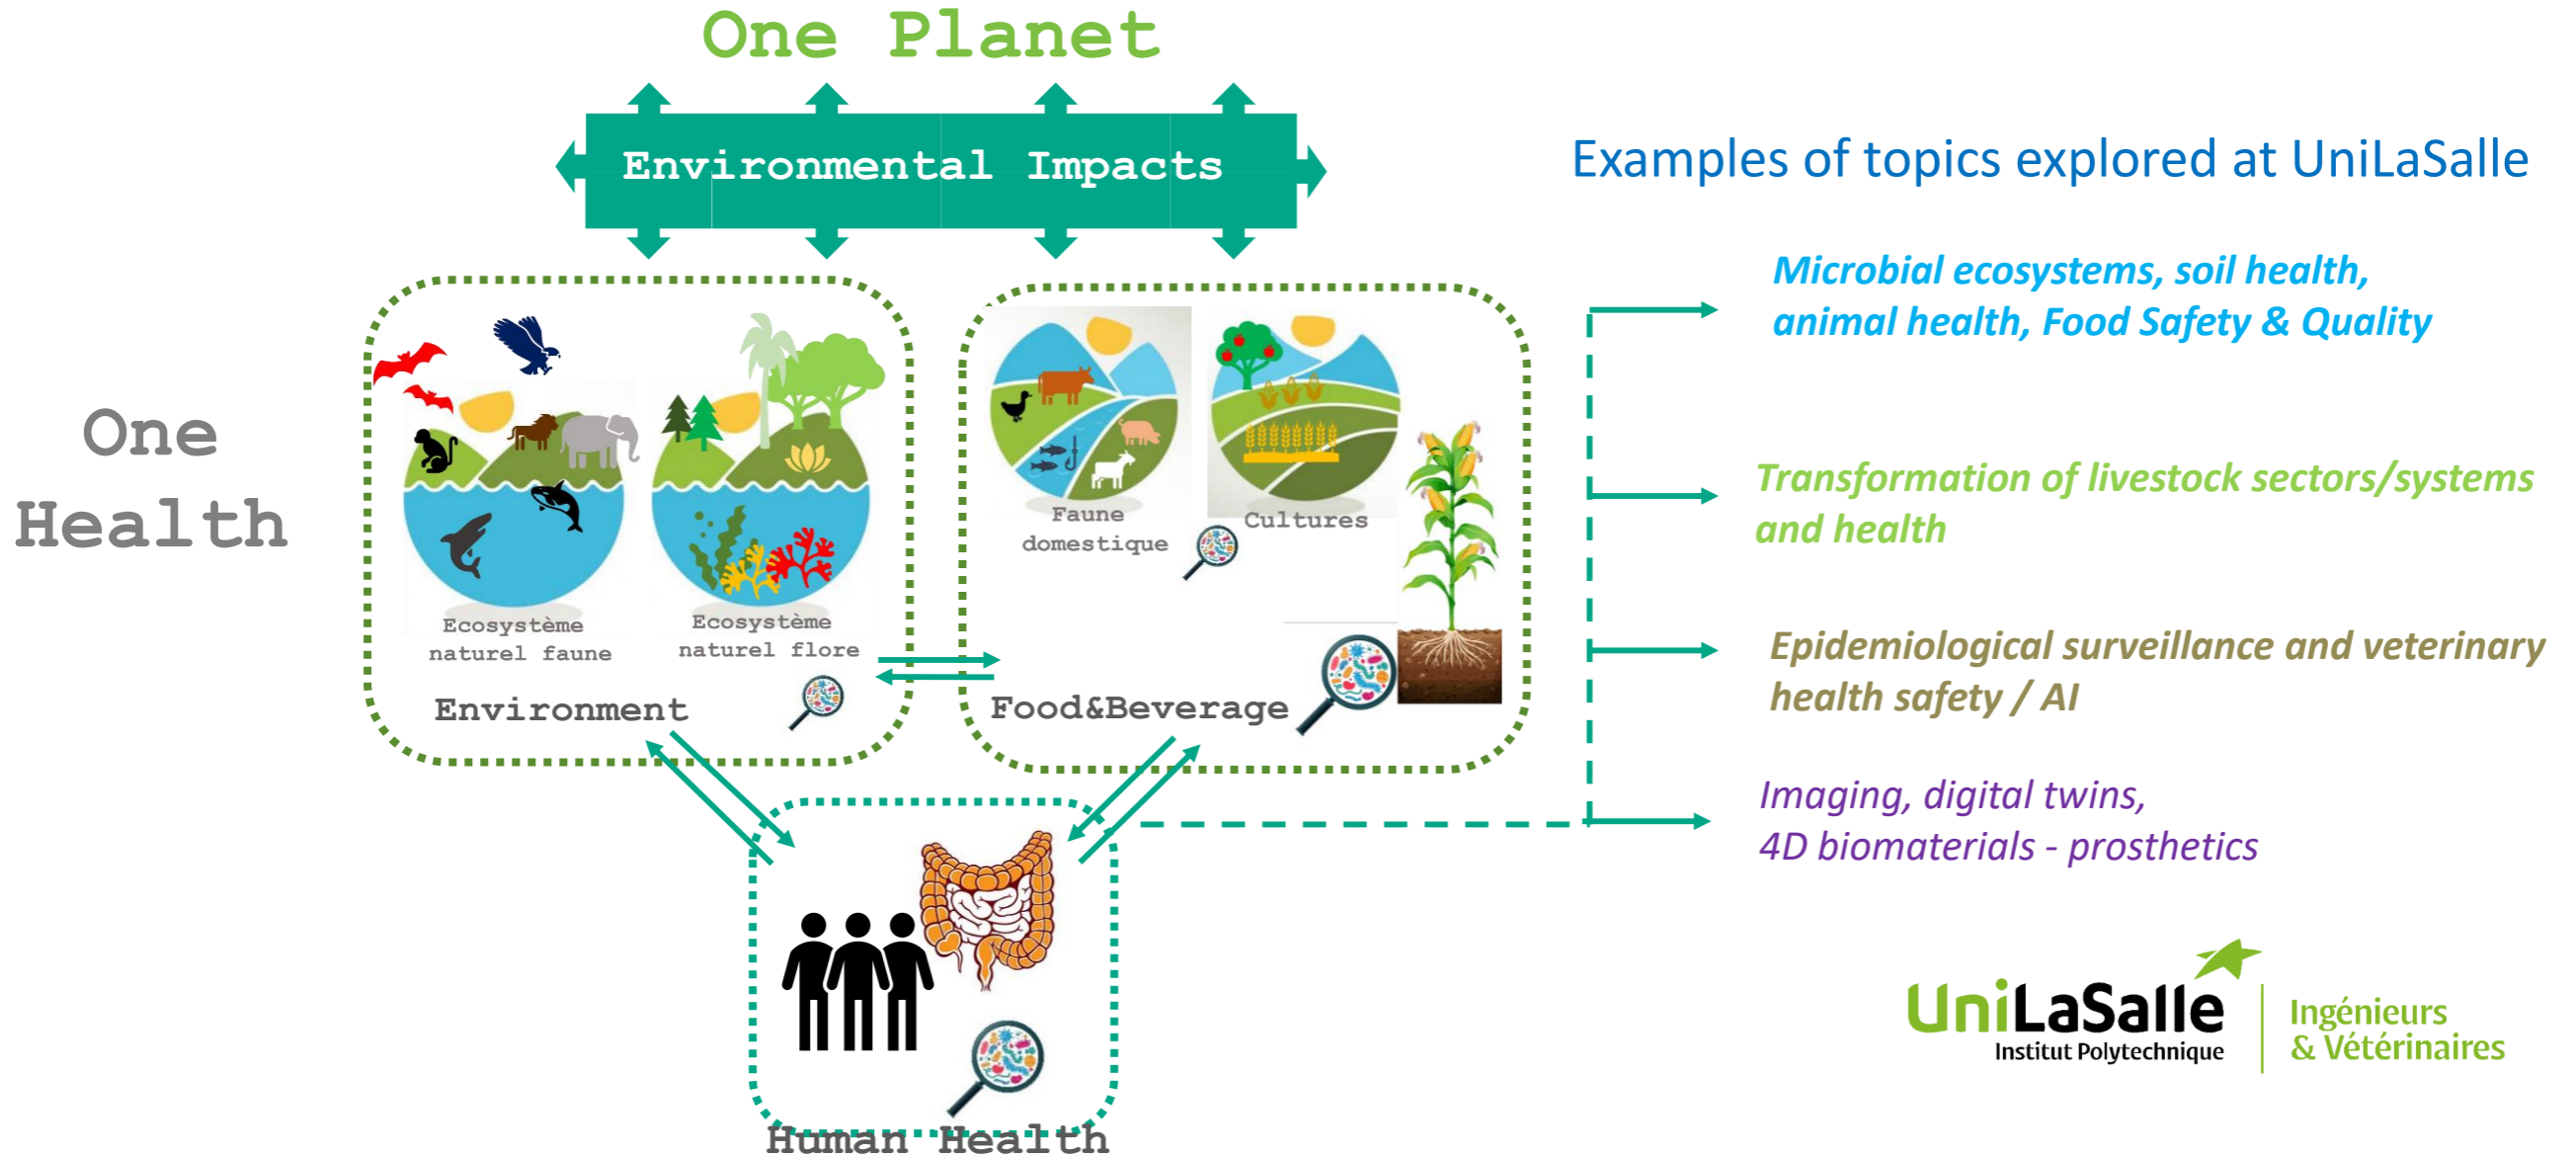 One Planet
Environmental Impacts
One
Health
Ecosystème
naturel faune
Ecosystème
naturel flore
Environment
Faune
domestique
Cultures
Food&Beverage
Human Health
Examples of topics explored at UniLaSalle
Microbial ecosystems, soil health,
animal health, Food Safety & Quality
Transformation of livestock sectors/systems
and health
Epidemiological surveillance and veterinary
health safety / AI
Imaging, digital twins,
4D biomaterials - prosthetics
UniLaSalle
Institut Polytechnique
Ingénieurs
& Vétérinaires